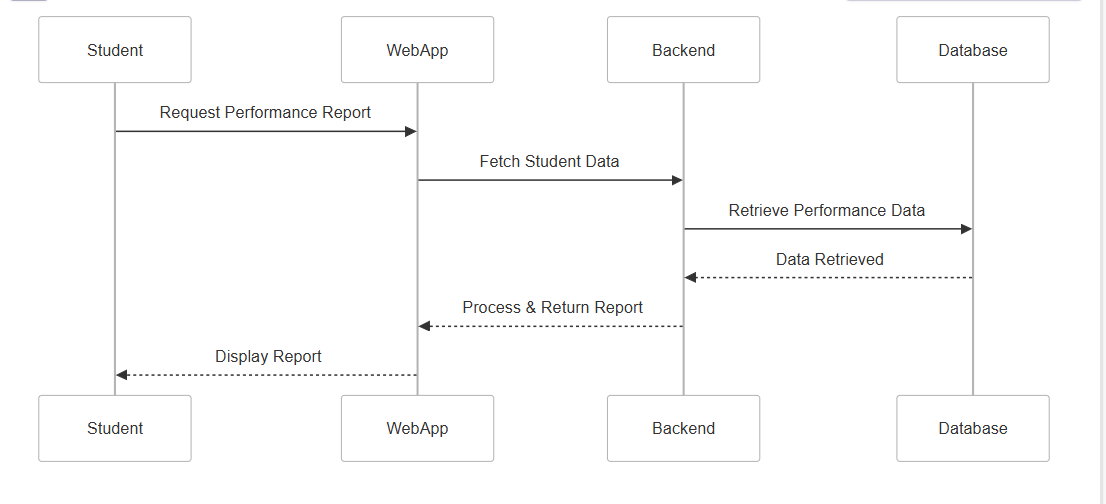 Student
WebApp
Backend
Database
Request Performance Report
Fetch Student Data
Retrieve Performance Data
Data Retrieved
Process & Return Report
Display Report
Student
WebApp
Backend
Database